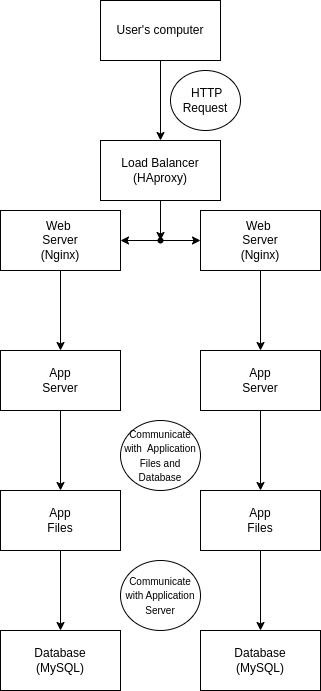 User's computer
HTTP
Request
Load Balancer
(HAproxy)
Web
Server
(Nginx)
Web
Server
(Nginx)
App
Server
App
Server
Communicate
with Application
Files and
Database
App
Files
App
Files
Communicate
with Application
Server
Database
(MySQL)
Database
(MySQL)